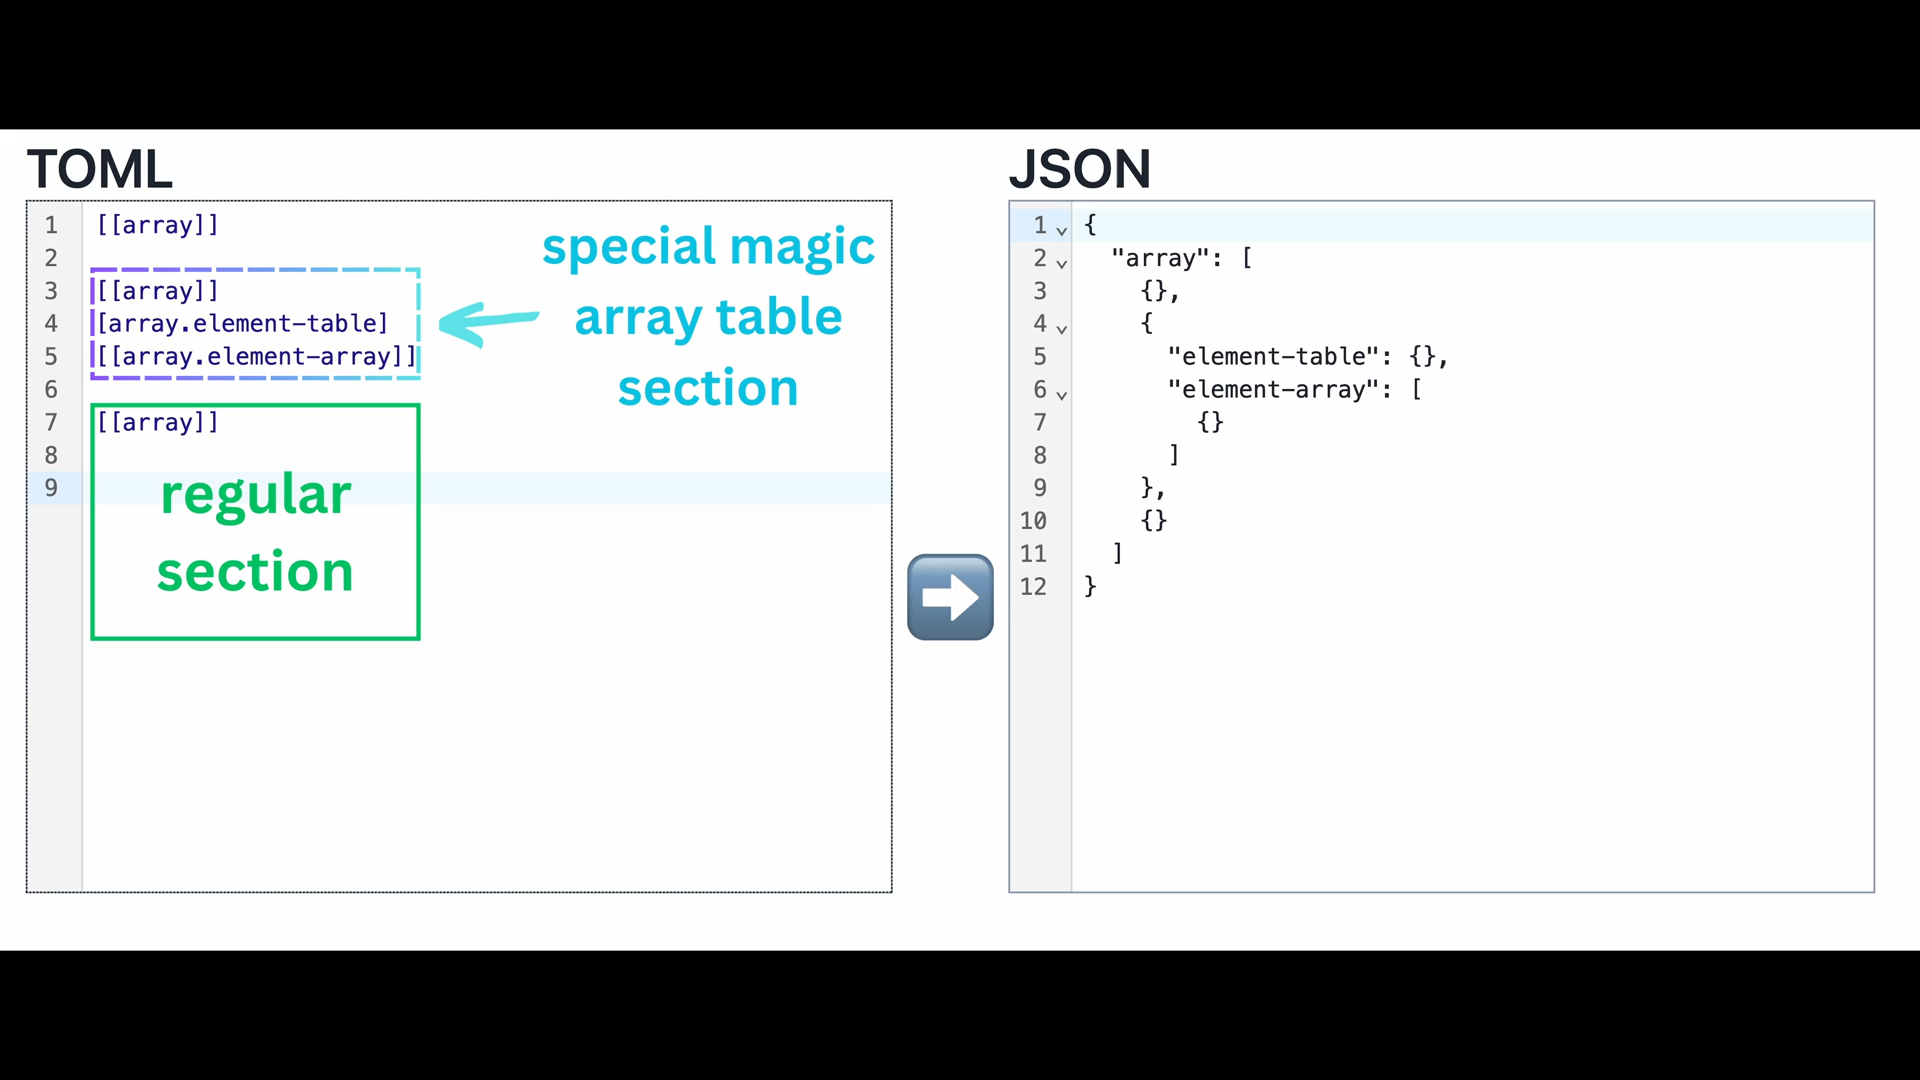 TOML
1 [[array]]
2
3 [[array]]
4 [array.element-table]
5 [[array.element-array]]
6
7 [[array]]
8
9
special magic
array table
section
regular
section
JSON
1 {
2 "array": [
3 {},
4 {
5 "element-table": {},
6 "element-array": [
7 {}
8 ]
9 },
10 {}
11 ]
12 }